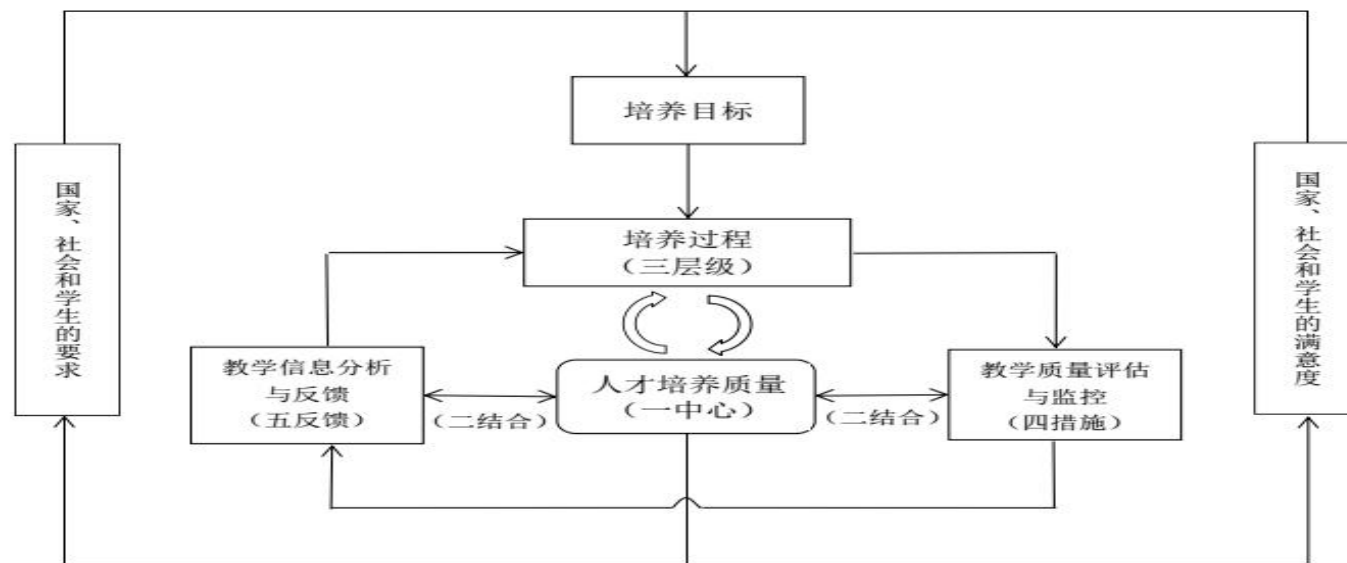 培养目标
国家、社会和学生的要求
国家、社会和学生的满意度
培养过程
（三层级）
教学信息分析
与反馈
（五反馈）
（二结合）
人才培养质量
（一中心）
（二结合）
教学质量评估
与监控
（四措施）